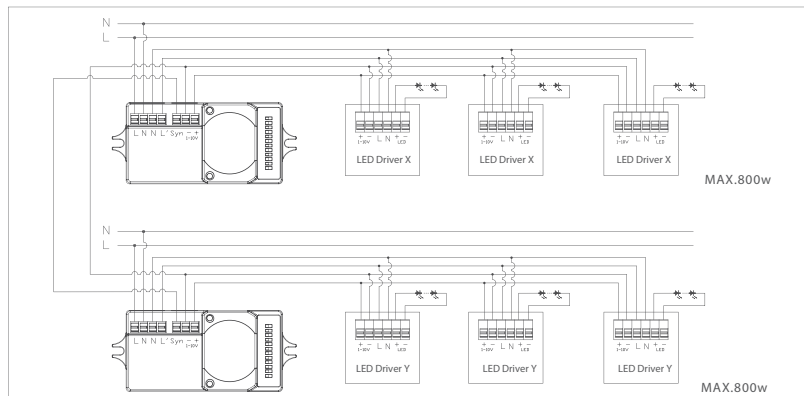 N
L
L N N L' Syn - +
1-10V
+ - L N + -
1-10V LED
LED Driver X
+ - L N + -
1-10V LED
LED Driver X
+ - L N + -
1-10V LED
LED Driver X
MAX.800w
N
L
L N N L' Syn - +
1-10V
+ - L N + -
1-10V LED
LED Driver Y
+ - L N + -
1-10V LED
LED Driver Y
+ - L N + -
1-10V LED
LED Driver Y
MAX.800w